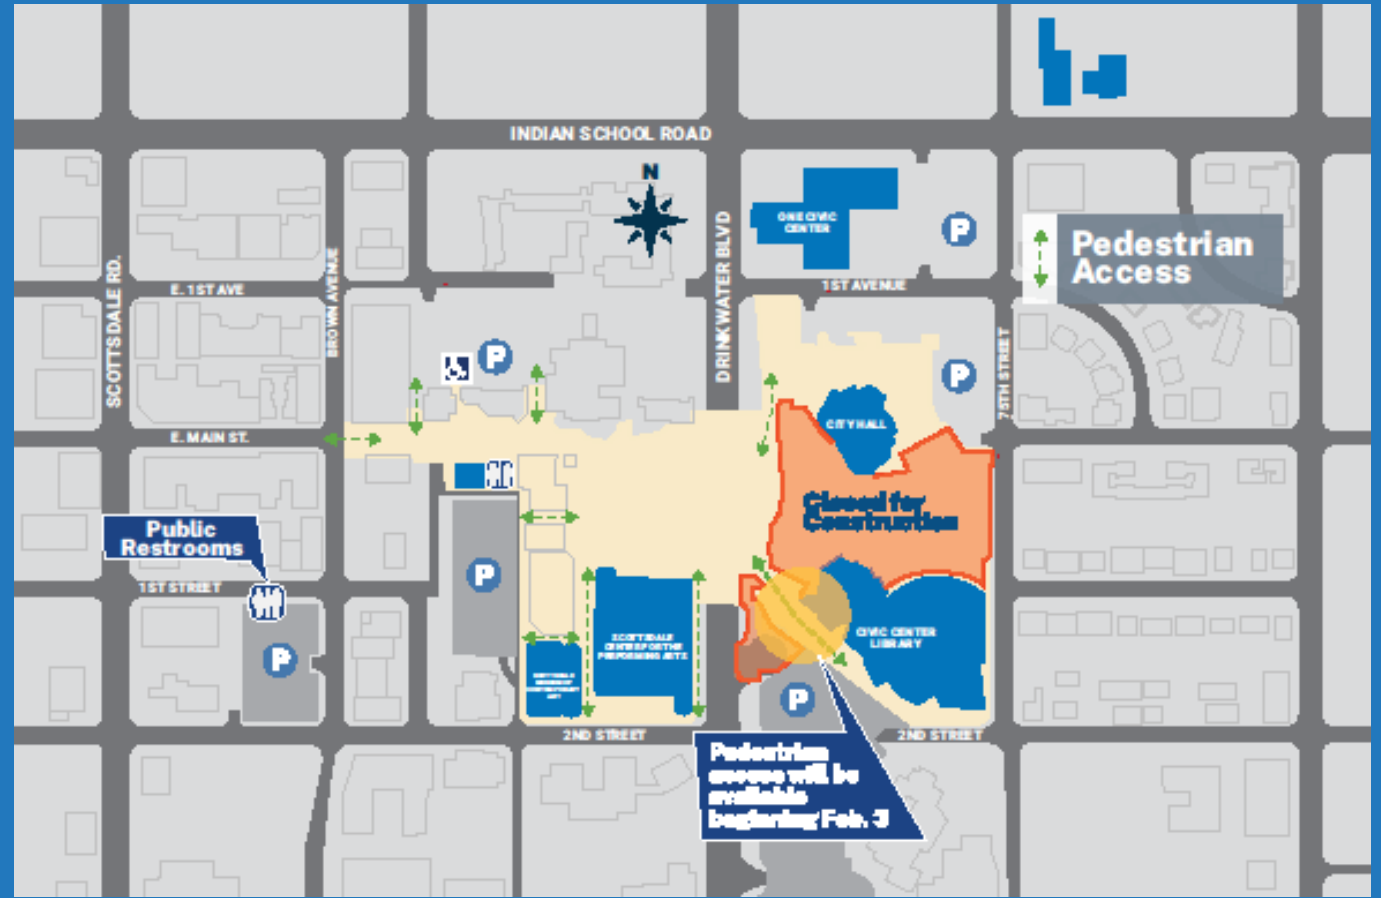 INDIAN SCHOOL ROAD
N
ONE CIVIC
CENTER
P
DRINKWATER BLVD
Pedestrian
Access
SCOTTSDALE RD.
BROWN AVENUE
E. 1ST AVE
1ST AVENUE
75TH STREET
P
P
CITY HALL
E. MAIN ST.
Closed for
Construction
Public
Restrooms
P
1ST STREET
SCOTTSDALE
CENTER FOR THE
PERFORMING ARTS
CIVIC CENTER
LIBRARY
P
P
2ND STREET
2ND STREET
Pedestrian
access will be
available
beginning Feb. 3